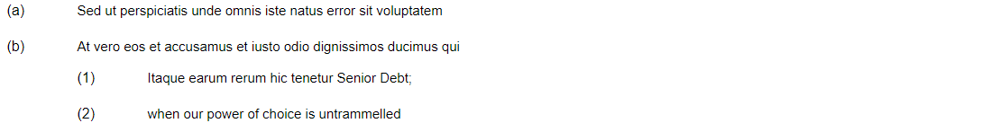 (a) Sed ut perspiciatis unde omnis iste natus error sit voluptatem
(b) At vero eos et accusamus et iusto odio dignissimos ducimus qui
(1) Itaque earum rerum hic tenetur Senior Debt;
(2) when our power of choice is untrammelled